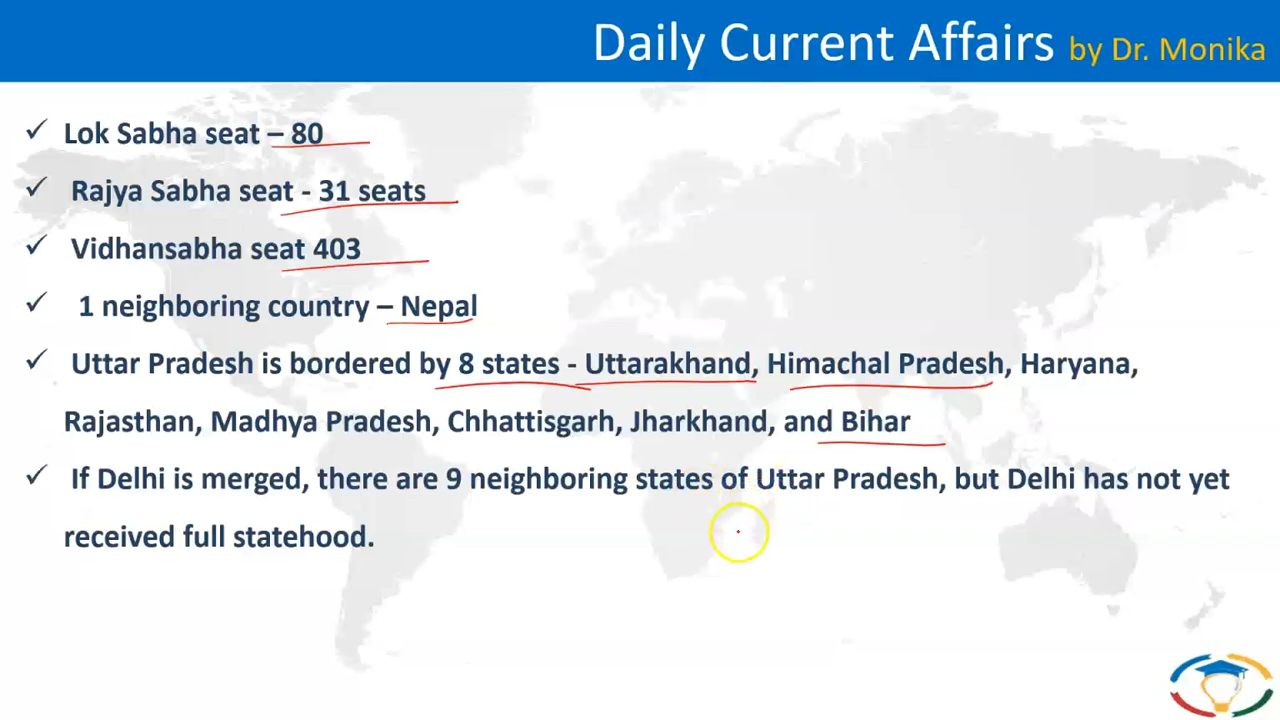 Daily Current Affairs by Dr. Monika
✓ Lok Sabha seat – 80
✓ Rajya Sabha seat - 31 seats
✓ Vidhansabha seat 403
✓ 1 neighboring country – Nepal
✓ Uttar Pradesh is bordered by 8 states - Uttarakhand, Himachal Pradesh, Haryana,
Rajasthan, Madhya Pradesh, Chhattisgarh, Jharkhand, and Bihar
✓ If Delhi is merged, there are 9 neighboring states of Uttar Pradesh, but Delhi has not yet
received full statehood.